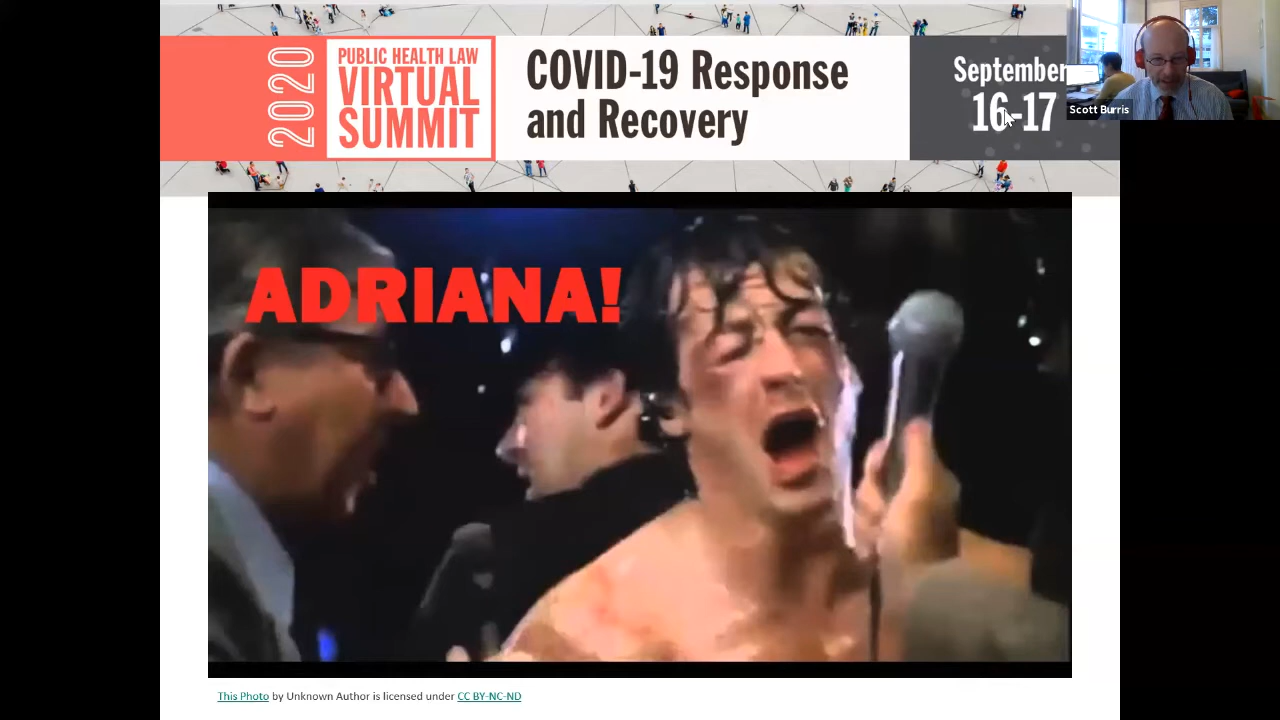 2020
PUBLIC HEALTH LAW
VIRTUAL
SUMMIT
COVID-19 Response
and Recovery
September
16-17
Scott Burris
ADRIANA!
This Photo by Unknown Author is licensed under CC BY-NC-ND